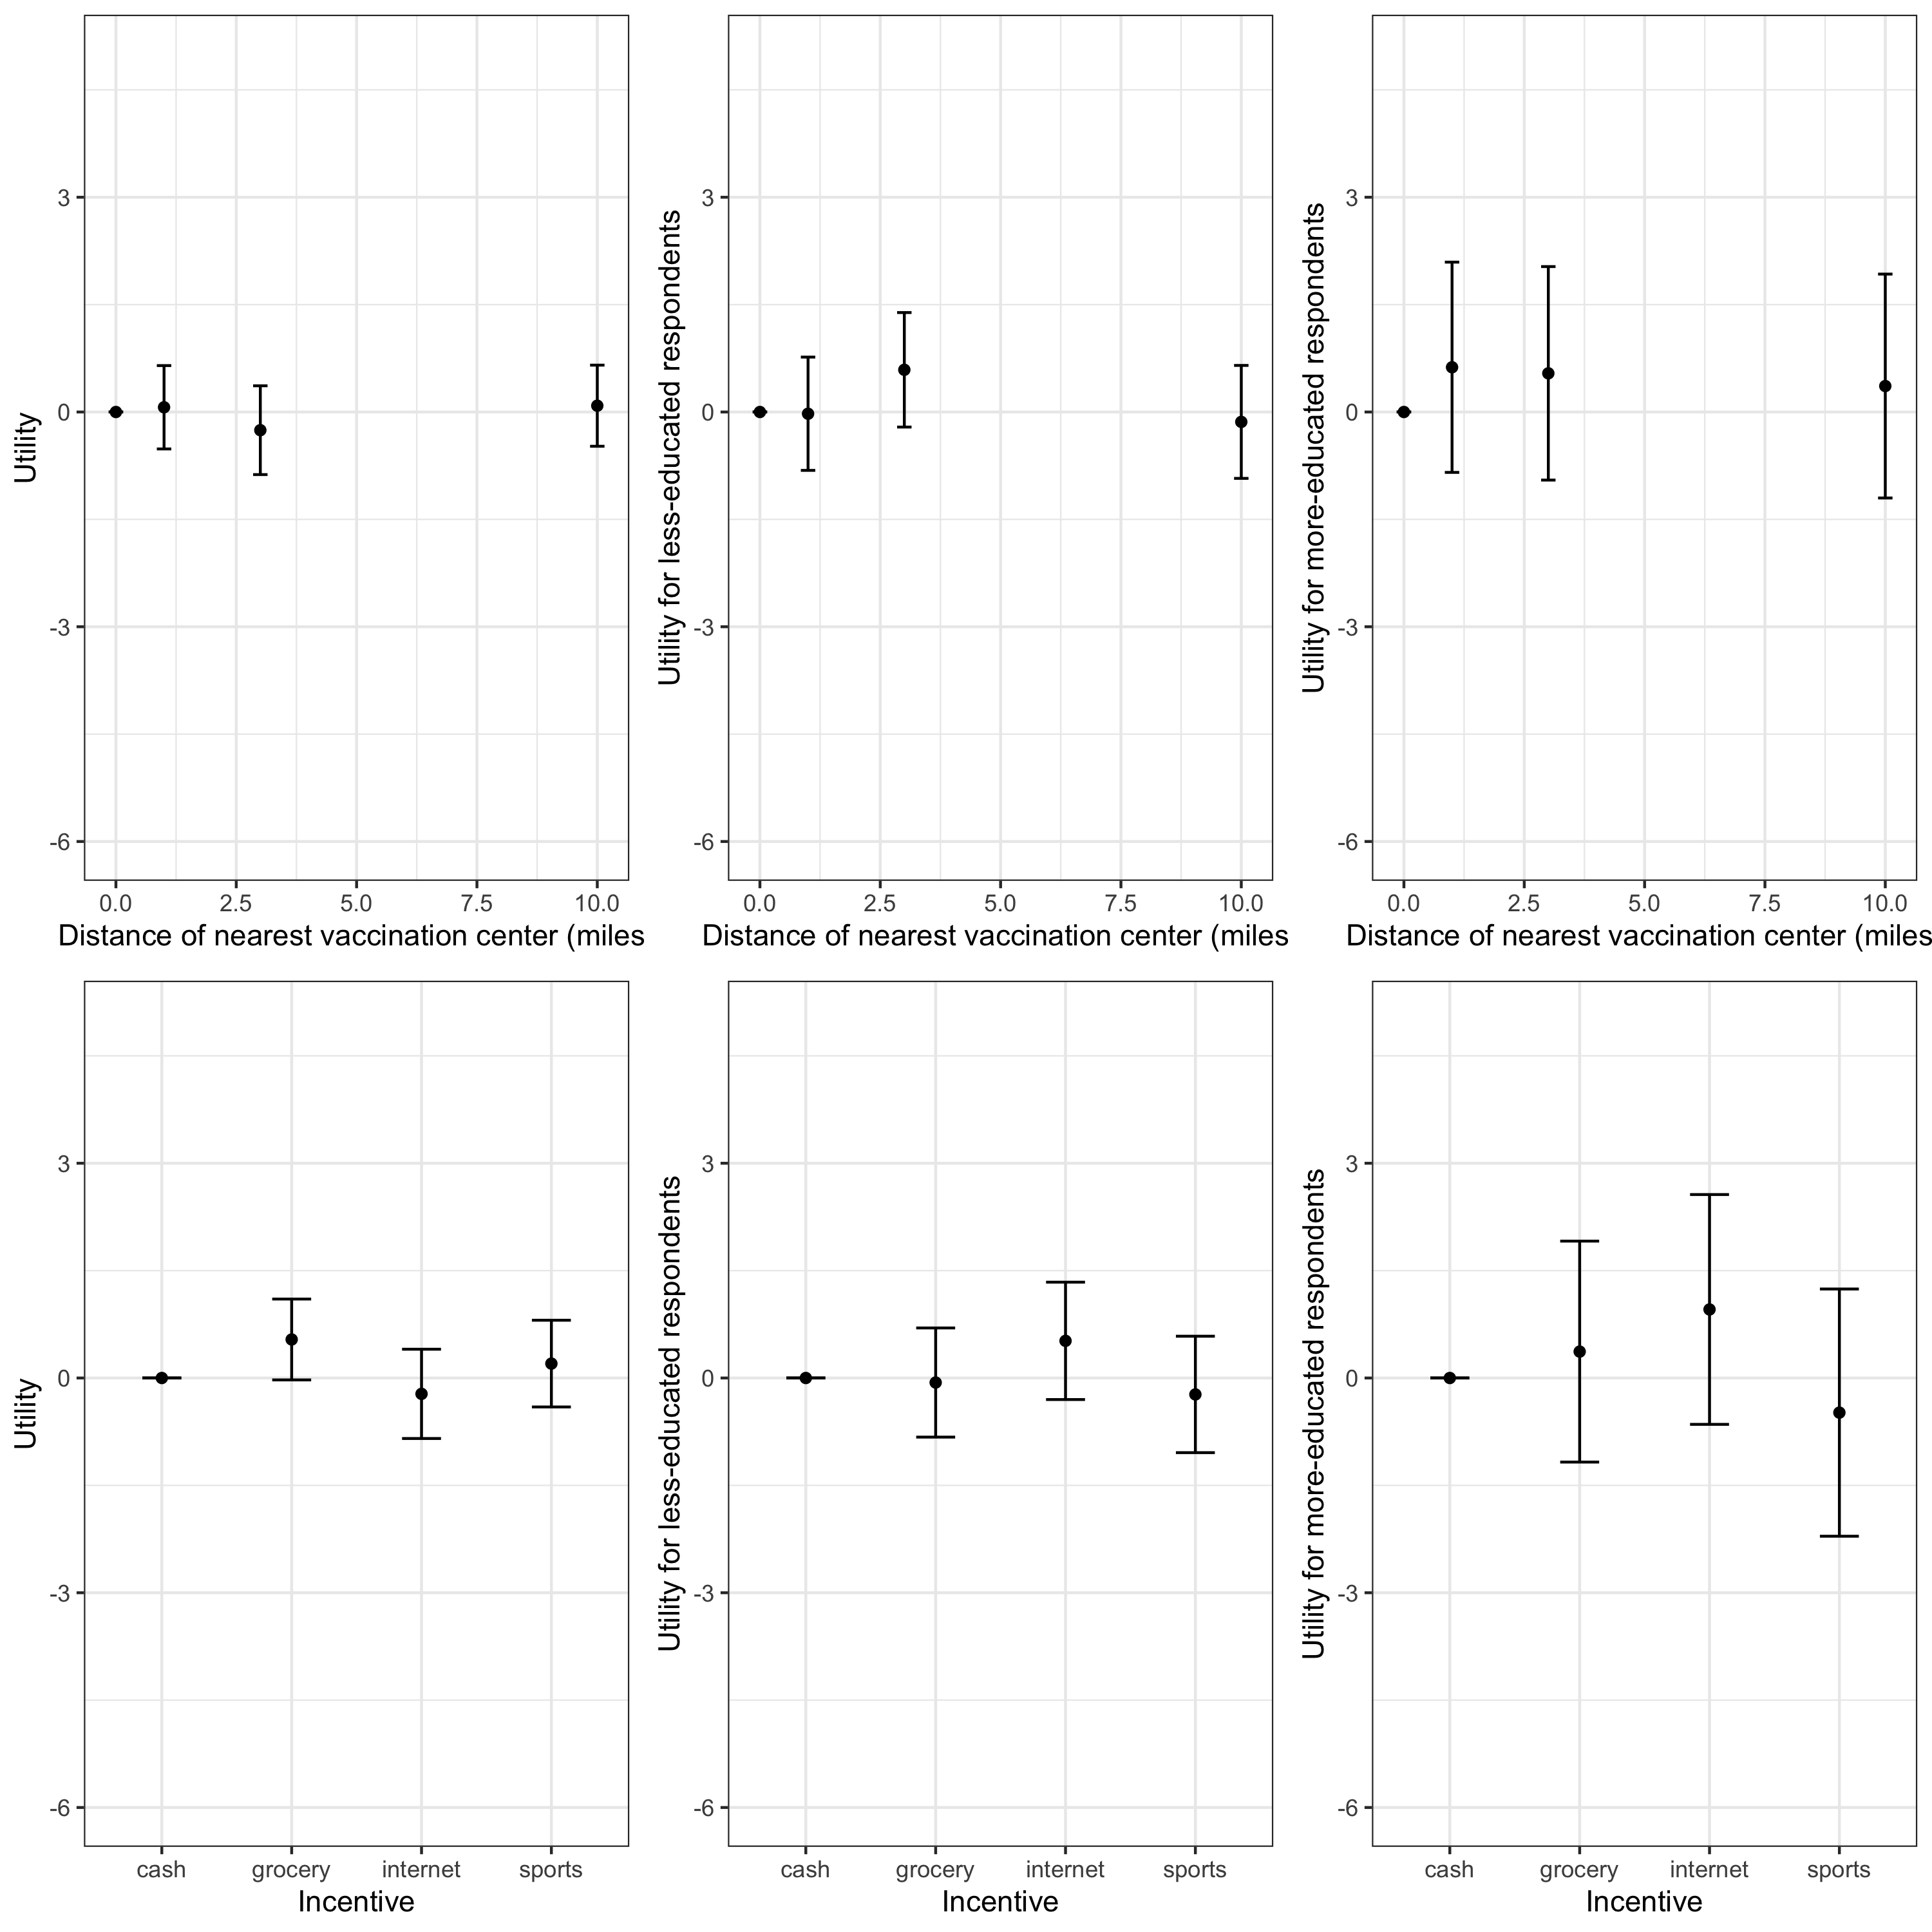 Utility
3
0
-3
-6
0.0 2.5 5.0 7.5 10.0
Distance of nearest vaccination center (miles
Utility for less-educated respondents
3
0
-3
-6
0.0 2.5 5.0 7.5 10.0
Distance of nearest vaccination center (miles
Utility for more-educated respondents
3
0
-3
-6
0.0 2.5 5.0 7.5 10.0
Distance of nearest vaccination center (miles
Utility
3
0
-3
-6
cash grocery internet sports
Incentive
Utility for less-educated respondents
3
0
-3
-6
cash grocery internet sports
Incentive
Utility for more-educated respondents
3
0
-3
-6
cash grocery internet sports
Incentive